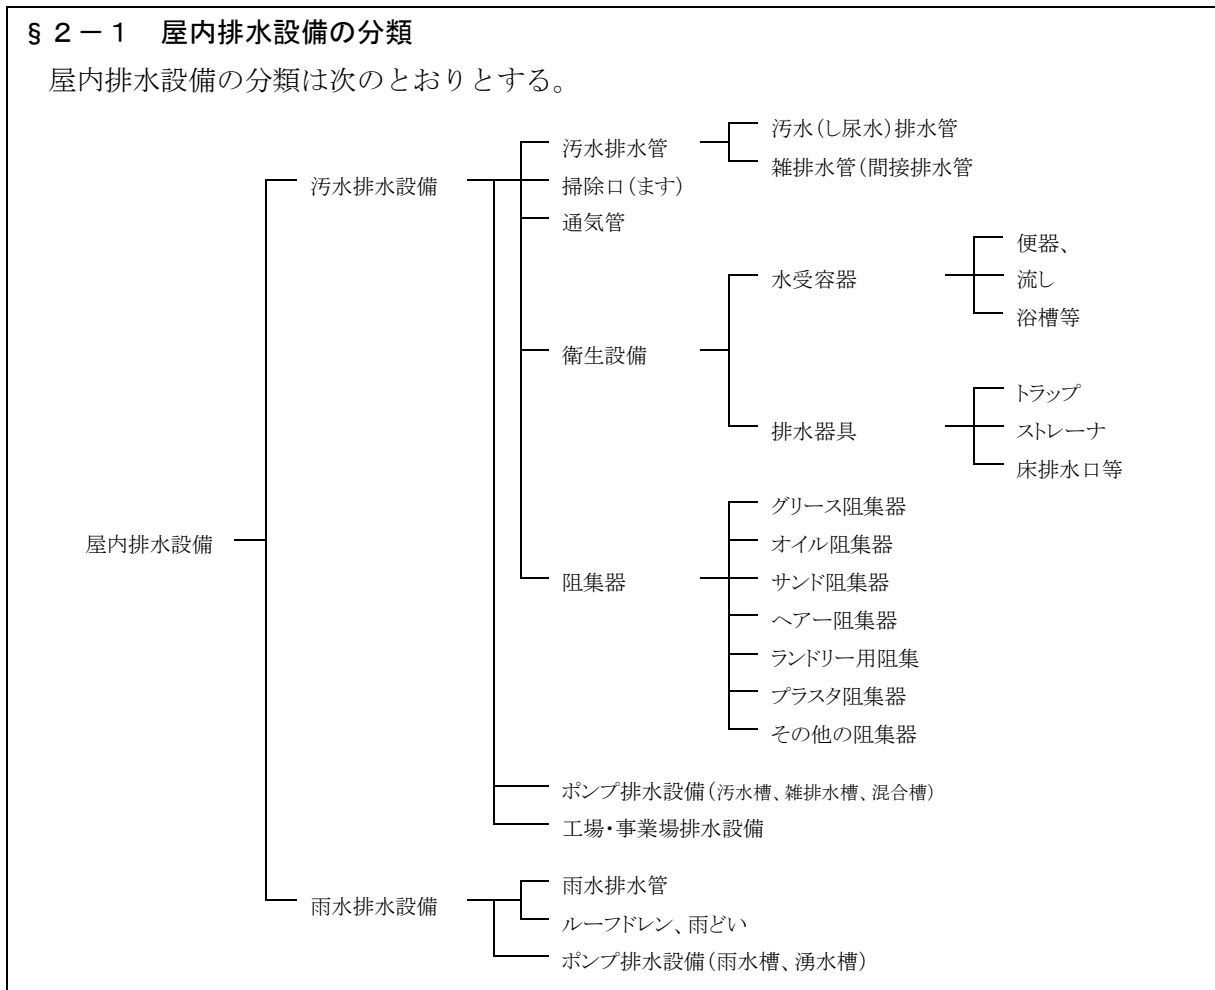 §２－１　屋内排水設備の分類
屋内排水設備の分類は次のとおりとする。
汚水（し尿水）排水管
汚水排水管
雑排水管（間接排水管
汚水排水設備
掃除口（ます）
通気管
便器、
水受容器
流し
浴槽等
衛生設備
トラップ
排水器具
ストレーナ
床排水口等
グリース阻集器
屋内排水設備
オイル阻集器
阻集器
サンド阻集器
ヘアー阻集器
ランドリー用阻集
プラスタ阻集器
その他の阻集器
ポンプ排水設備（汚水槽、雑排水槽、混合槽）
工場・事業場排水設備
雨水排水管
雨水排水設備
ルーフドレン、雨どい
ポンプ排水設備（雨水槽、湧水槽）